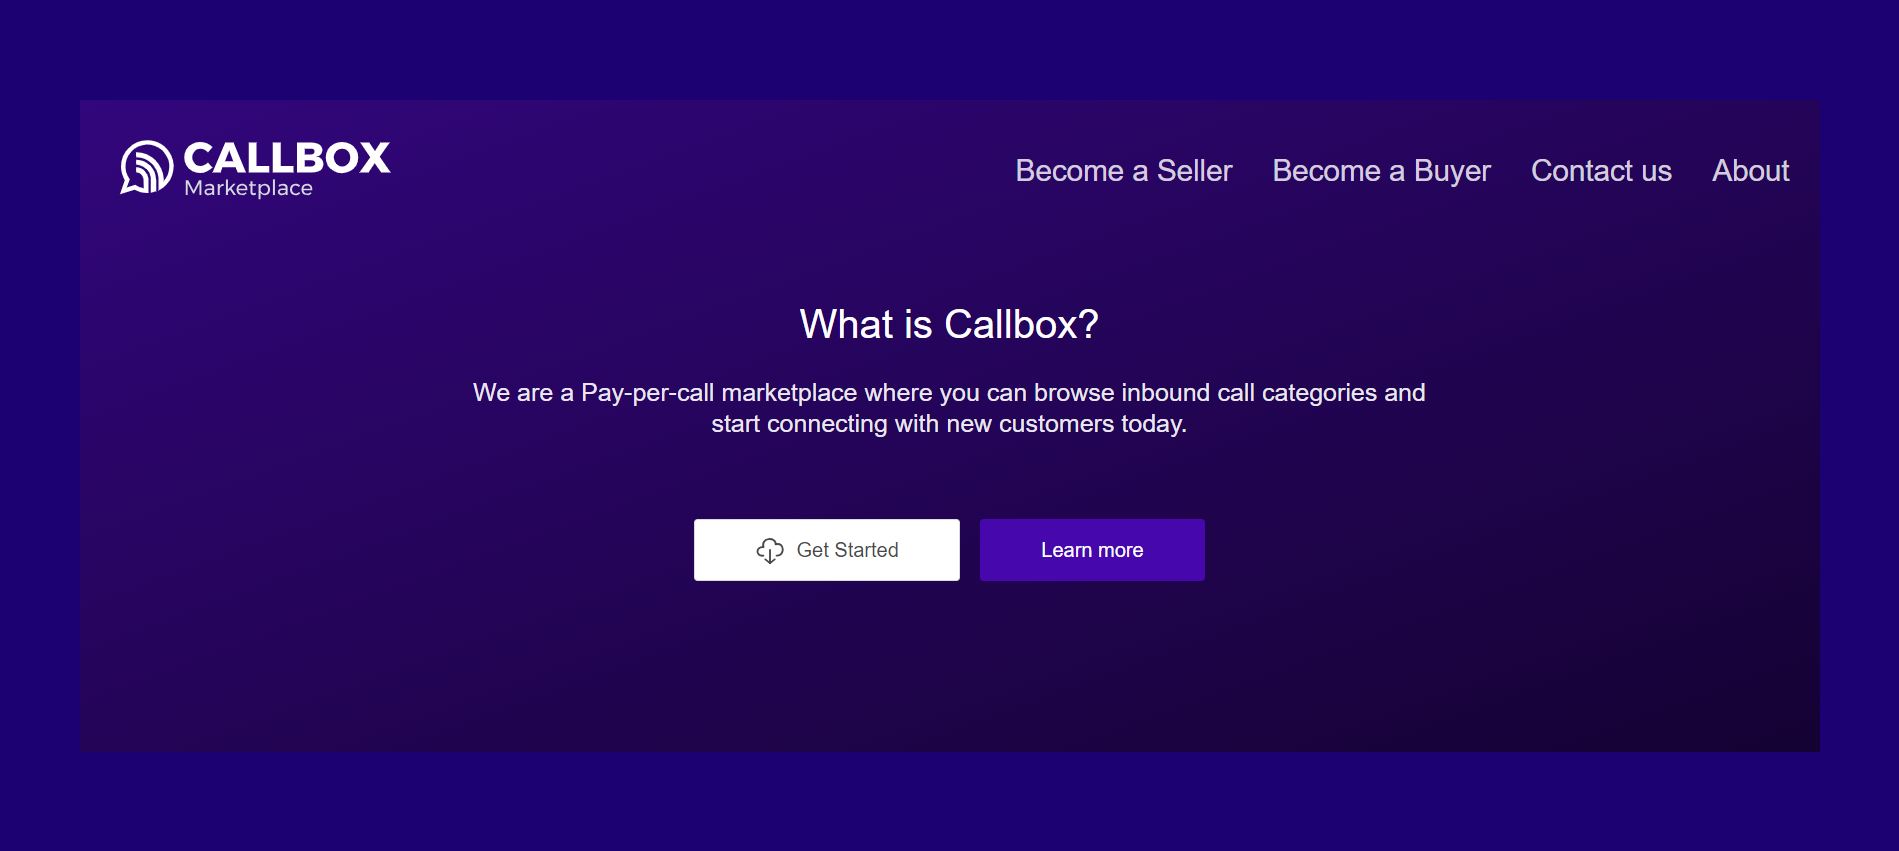 CALLBOX
Marketplace
Become a Seller Become a Buyer Contact us About
What is Callbox?
We are a Pay-per-call marketplace where you can browse inbound call categories and
start connecting with new customers today.
Get Started Learn more